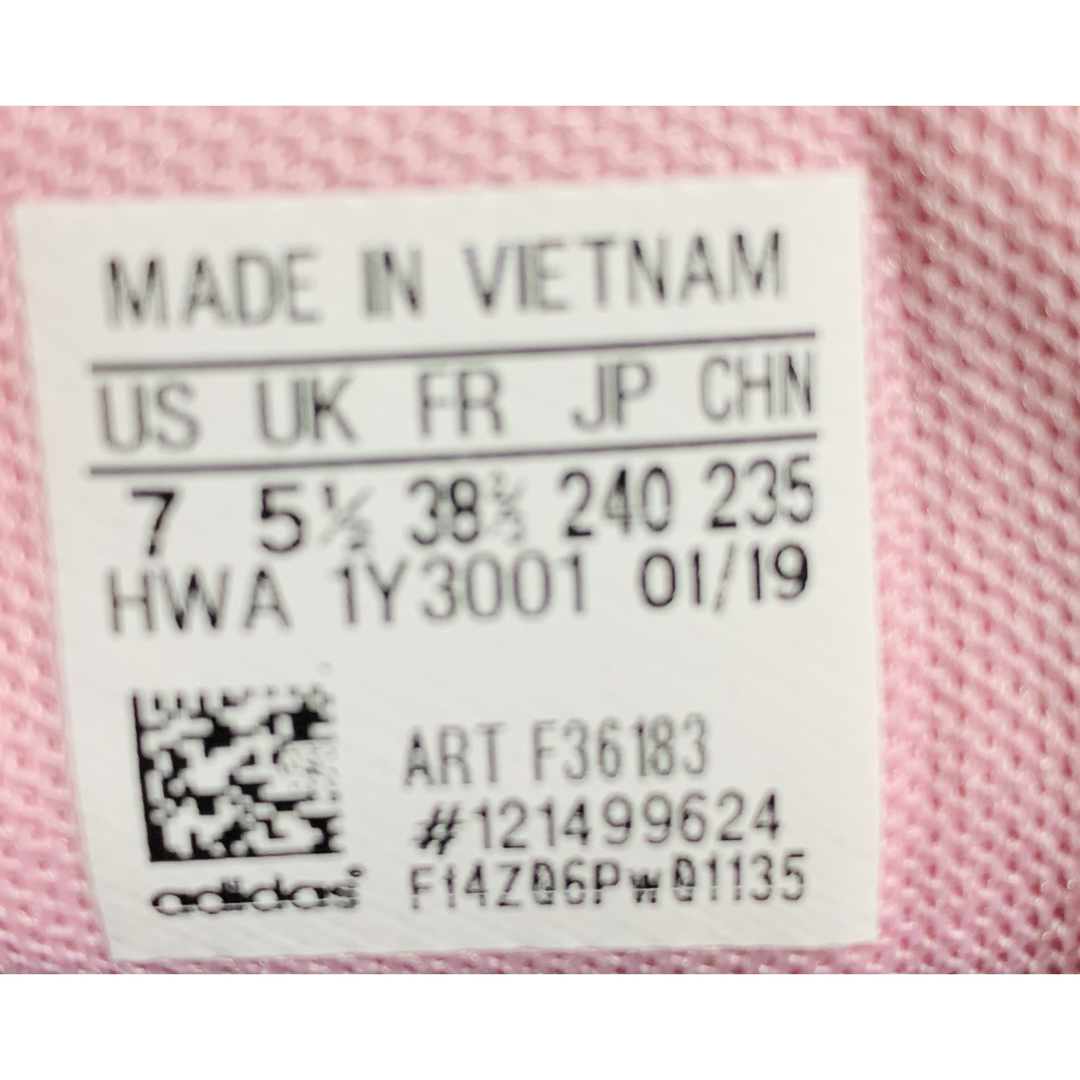 MADE IN VIETNAM
US UK FR JP CHN
7 5½ 38⅔ 240 235
HWA 1Y3001 01/19
ART F36183
#121499624
F14Z06PW01135
adidas